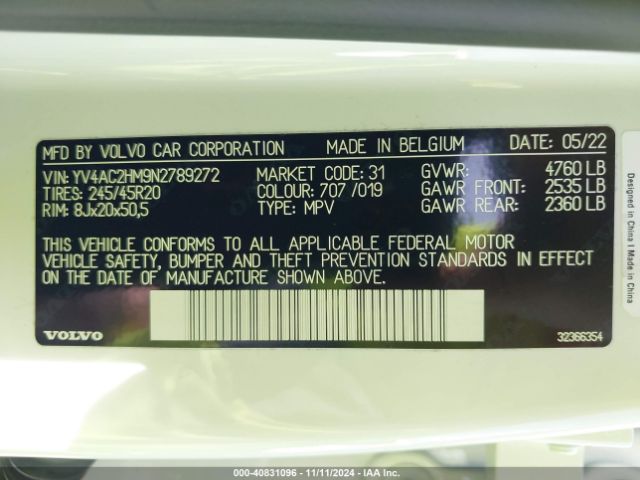 MFD BY VOLVO CAR CORPORATION MADE IN BELGIUM DATE: 05/22
VIN: YV4AC2HM9N2789272 MARKET CODE: 31 GVWR: 4760 LB
TIRES: 245/45R20 COLOUR: 707 /019 GAWR FRONT: 2535 LB
RIM: 8Jx20x50,5 TYPE: MPV GAWR REAR: 2360 LB
THIS VEHICLE CONFORMS TO ALL APPLICABLE FEDERAL MOTOR
VEHICLE SAFETY, BUMPER AND THEFT PREVENTION STANDARDS IN EFFECT
ON THE DATE OF MANUFACTURE SHOWN ABOVE.
VOLVO 32366354
Designed in China | Made in China
000-40831096 - 11/11/2024 - IAA Inc.